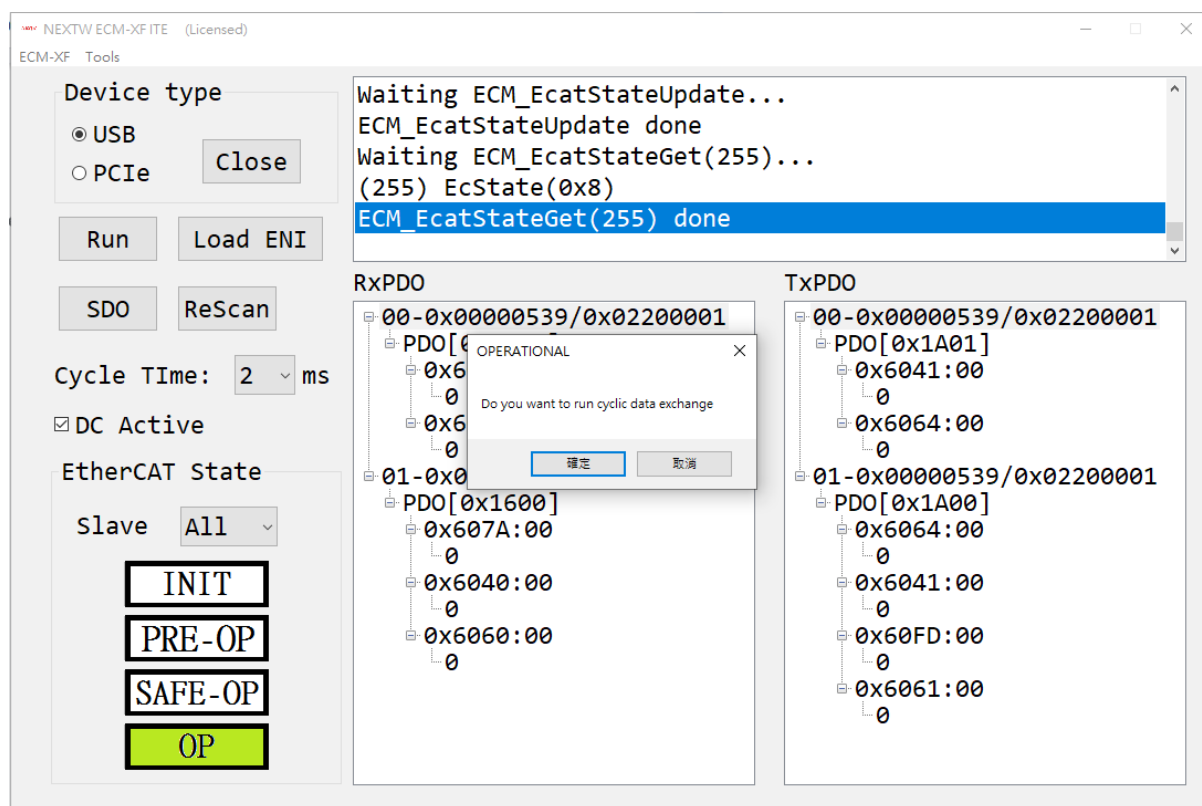 NEXTW ECM-XF ITE (Licensed)
ECM-XF Tools
Device type
USB
PCIe
Close
Run
Load ENI
SDO
ReScan
Cycle TIme: 2 ms
DC Active
EtherCAT State
Slave All
INIT
PRE-OP
SAFE-OP
OP
Waiting ECM_EcatStateUpdate...
ECM_EcatStateUpdate done
Waiting ECM_EcatStateGet(255)...
(255) EcState(0x8)
ECM_EcatStateGet(255) done
RxPDO
00-0x00000539/0x02200001
PDO[
0x6
0
0x6
0
01-0x0
PDO[0x1600]
0x607A:00
0
0x6040:00
0
0x6060:00
0
OPERATIONAL
Do you want to run cyclic data exchange
確定
取消
TxPDO
00-0x00000539/0x02200001
PDO[0x1A01]
0x6041:00
0
0x6064:00
0
01-0x00000539/0x02200001
PDO[0x1A00]
0x6064:00
0
0x6041:00
0
0x60FD:00
0
0x6061:00
0